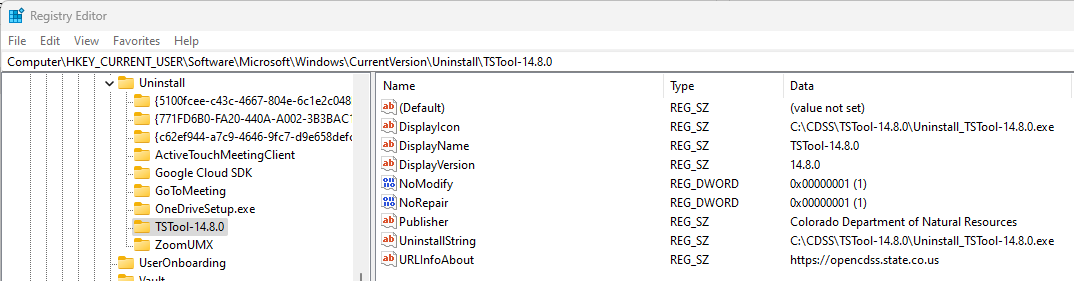 Registry Editor
File Edit View Favorites Help
Computer\HKEY_CURRENT_USER\Software\Microsoft\Windows\CurrentVersion\Uninstall\TSTool-14.8.0
Uninstall
{5100fcee-c43c-4667-804e-6c1e2c048
{771FD6B0-FA20-440A-A002-3B3BAC1
{c62ef944-a7c9-4646-9fc7-d9e658defc
ActiveTouchMeetingClient
Google Cloud SDK
GoToMeeting
OneDriveSetup.exe
TSTool-14.8.0
ZoomUMX
UserOnboarding
Vault
Name Type Data
(Default) REG_SZ (value not set)
DisplayIcon REG_SZ C:\CDSS\TSTool-14.8.0\Uninstall_TSTool-14.8.0.exe
DisplayName REG_SZ TSTool-14.8.0
DisplayVersion REG_SZ 14.8.0
NoModify REG_DWORD 0x00000001 (1)
NoRepair REG_DWORD 0x00000001 (1)
Publisher REG_SZ Colorado Department of Natural Resources
UninstallString REG_SZ C:\CDSS\TSTool-14.8.0\Uninstall_TSTool-14.8.0.exe
URLInfoAbout REG_SZ https://opencdss.state.co.us